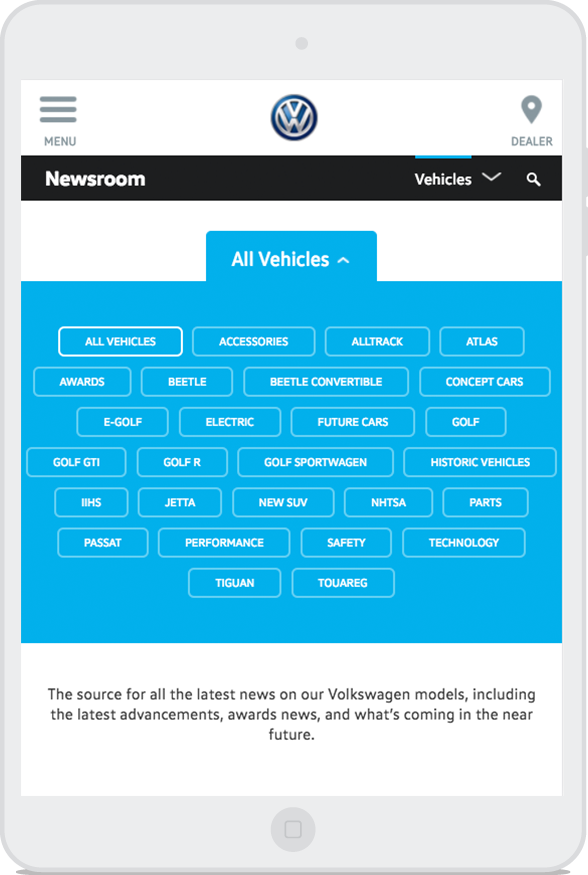 MENU
DEALER
Newsroom
Vehicles
All Vehicles
ALL VEHICLES ACCESSORIES ALLTRACK ATLAS
AWARDS BEETLE BEETLE CONVERTIBLE CONCEPT CARS
E-GOLF ELECTRIC FUTURE CARS GOLF
GOLF GTI GOLF R GOLF SPORTWAGEN HISTORIC VEHICLES
IIHS JETTA NEW SUV NHTSA PARTS
PASSAT PERFORMANCE SAFETY TECHNOLOGY
TIGUAN TOUAREG
The source for all the latest news on our Volkswagen models, including
the latest advancements, awards news, and what's coming in the near
future.